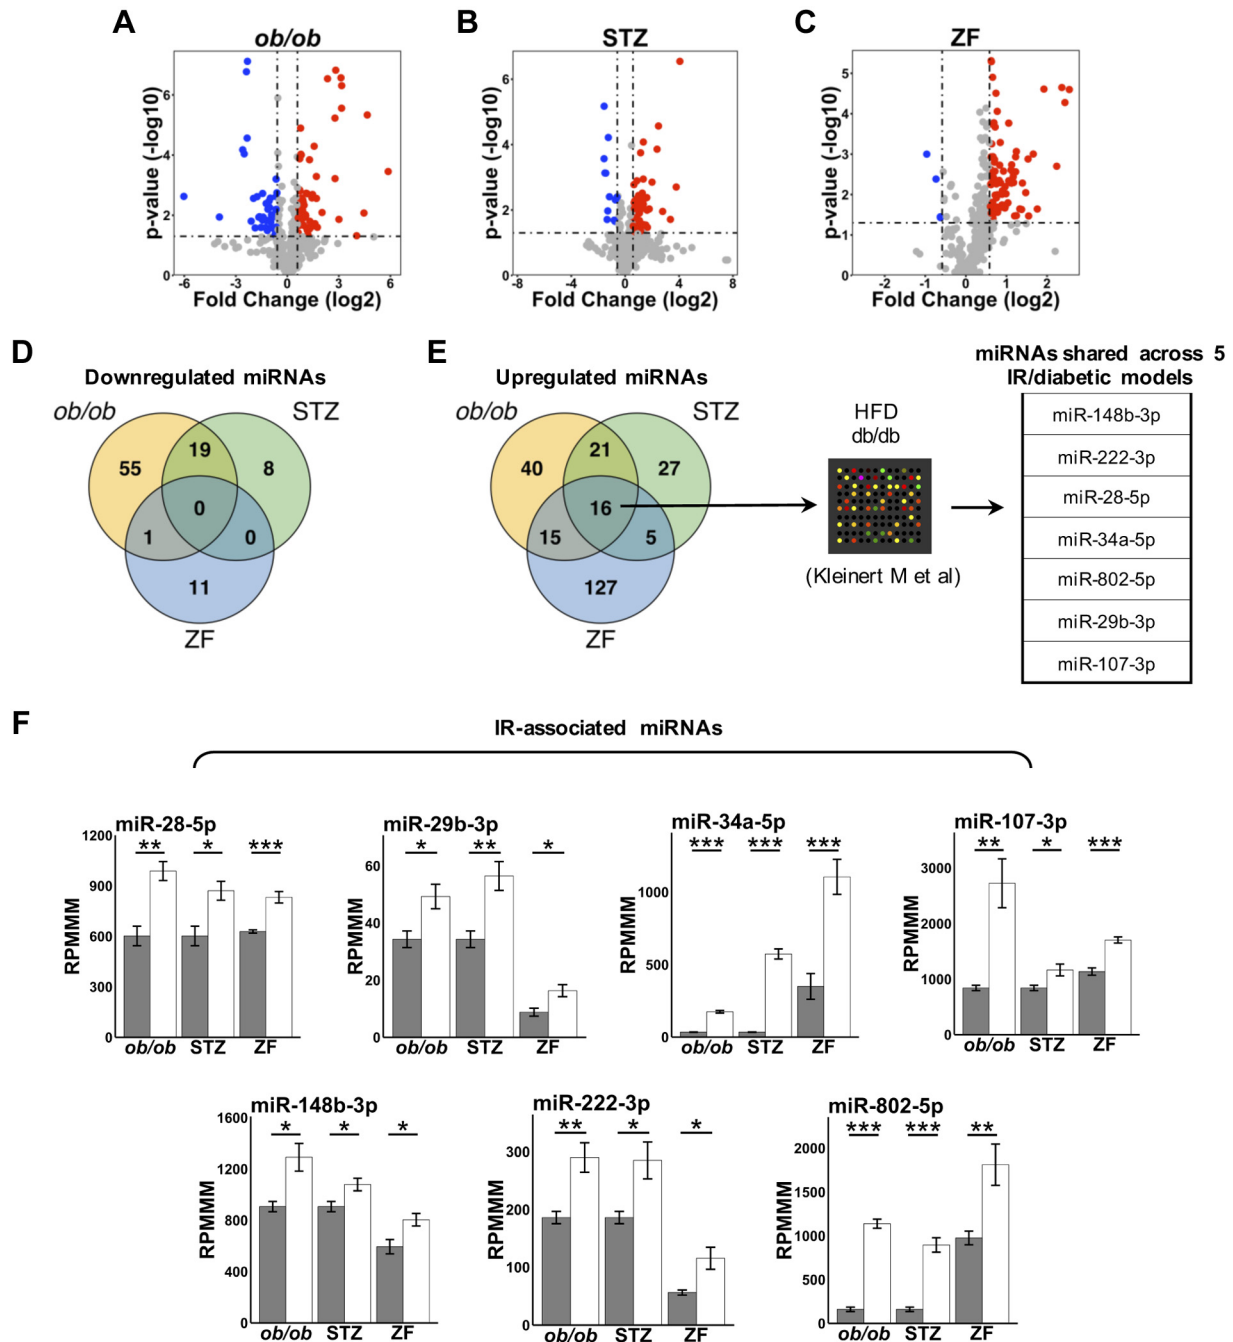 A
ob/ob
p-value (-log10)
6
4
2
0
-6
-3
0
3
6
Fold Change (log2)
B
STZ
p-value (-log10)
6
4
2
0
-8
-4
0
4
8
Fold Change (log2)
C
ZF
p-value (-log10)
5
4
3
2
1
0
-2
-1
0
1
2
Fold Change (log2)
D
Downregulated miRNAs
ob/ob
STZ
55
19
8
0
1
0
11
ZF
E
Upregulated miRNAs
ob/ob
STZ
40
21
27
16
15
5
127
ZF
HFD
db/db
(Kleinert M et al)
miRNAs shared across 5
IR/diabetic models
miR-148b-3p
miR-222-3p
miR-28-5p
miR-34a-5p
miR-802-5p
miR-29b-3p
miR-107-3p
F
IR-associated miRNAs
miR-28-5p
RPMMM
1200
900
600
300
0
** * ***
ob/ob STZ ZF
miR-29b-3p
RPMMM
60
40
20
0
* ** *
ob/ob STZ ZF
miR-34a-5p
RPMMM
1000
500
0
*** *** ***
ob/ob STZ ZF
miR-107-3p
RPMMM
3000
2000
1000
0
** * ***
ob/ob STZ ZF
miR-148b-3p
RPMMM
1600
1200
800
400
0
* * *
ob/ob STZ ZF
miR-222-3p
RPMMM
300
200
100
0
** * *
ob/ob STZ ZF
miR-802-5p
RPMMM
2000
1500
1000
500
0
*** *** **
ob/ob STZ ZF